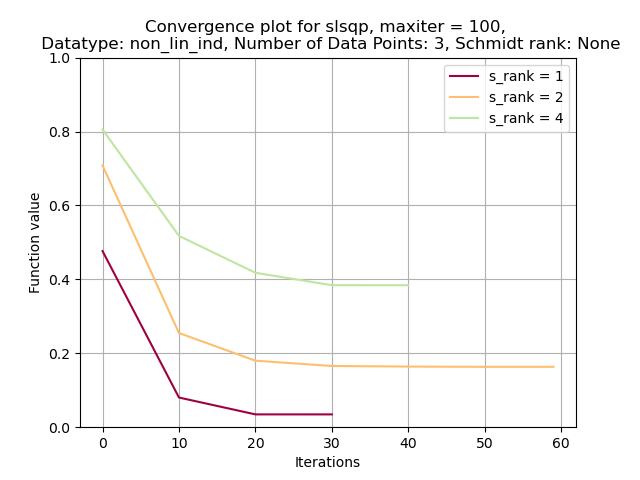 Convergence plot for slsqp, maxiter = 100,
Datatype: non_lin_ind, Number of Data Points: 3, Schmidt rank: None
1.0
0.8
0.6
0.4
0.2
0.0
Function value
s_rank = 1
s_rank = 2
s_rank = 4
0 10 20 30 40 50 60
Iterations